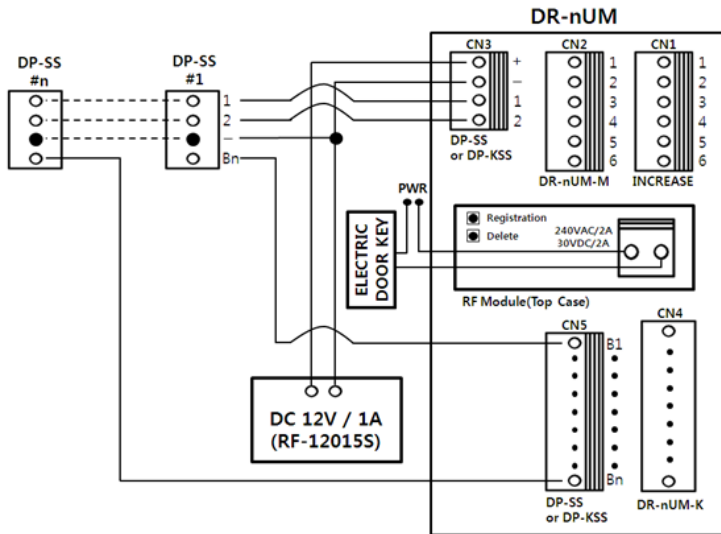 DR-nUM
DP-SS
#n
DP-SS
#1
1
2
–
Bn
CN3
+
–
1
2
DP-SS
or DP-KSS
CN2
1
2
3
4
5
6
DR-nUM-M
CN1
1
2
3
4
5
6
INCREASE
PWR
ELECTRIC
DOOR KEY
Registration
Delete
240VAC/2A
30VDC/2A
RF Module(Top Case)
DC 12V / 1A
(RF-12015S)
CN5
B1
Bn
DP-SS
or DP-KSS
CN4
DR-nUM-K